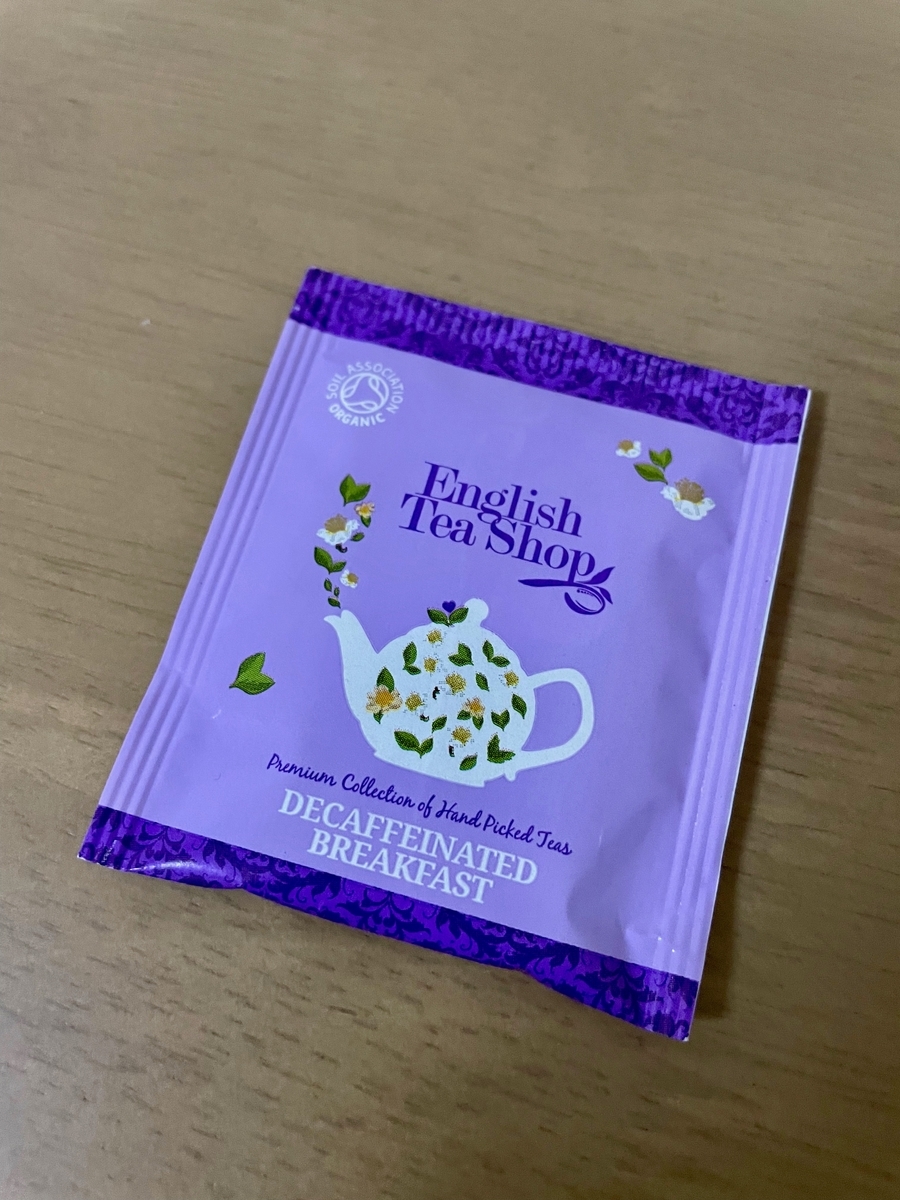 SOIL ASSOCIATION
ORGANIC
English
Tea Shop
Premium Collection of Hand Picked Teas
DECAFFEINATED
BREAKFAST